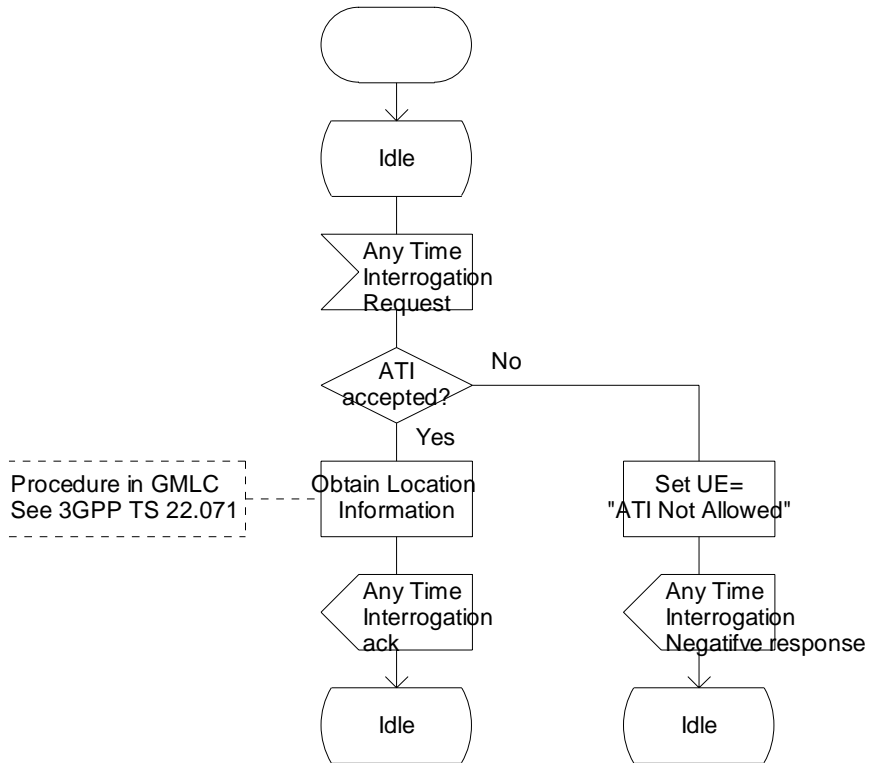 Idle
Any Time
Interrogation
Request
ATI
accepted?
No
Yes
Procedure in GMLC
See 3GPP TS 22.071
Obtain Location
Information
Set UE=
"ATI Not Allowed"
Any Time
Interrogation
ack
Any Time
Interrogation
Negatifve response
Idle
Idle